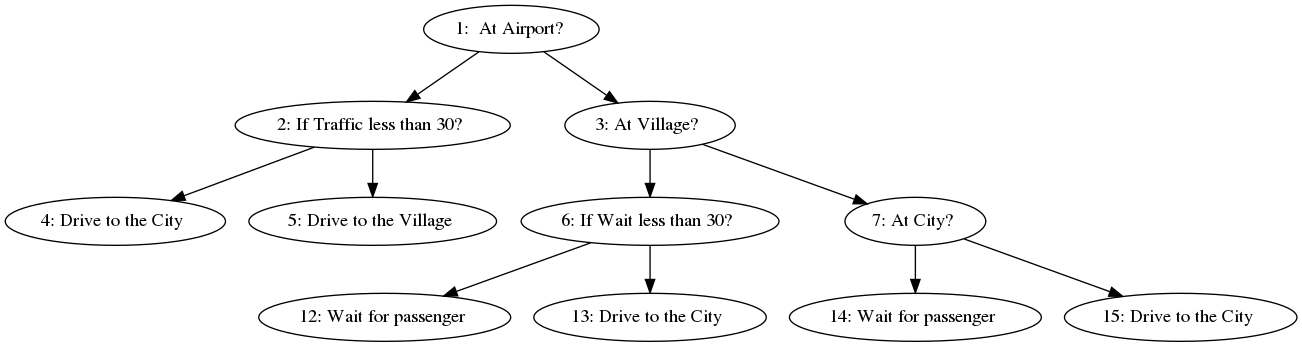 1:  At Airport?
2: If Traffic less than 30?
3: At Village?
4: Drive to the City
5: Drive to the Village
6: If Wait less than 30?
7: At City?
12: Wait for passenger
13: Drive to the City
14: Wait for passenger
15: Drive to the City